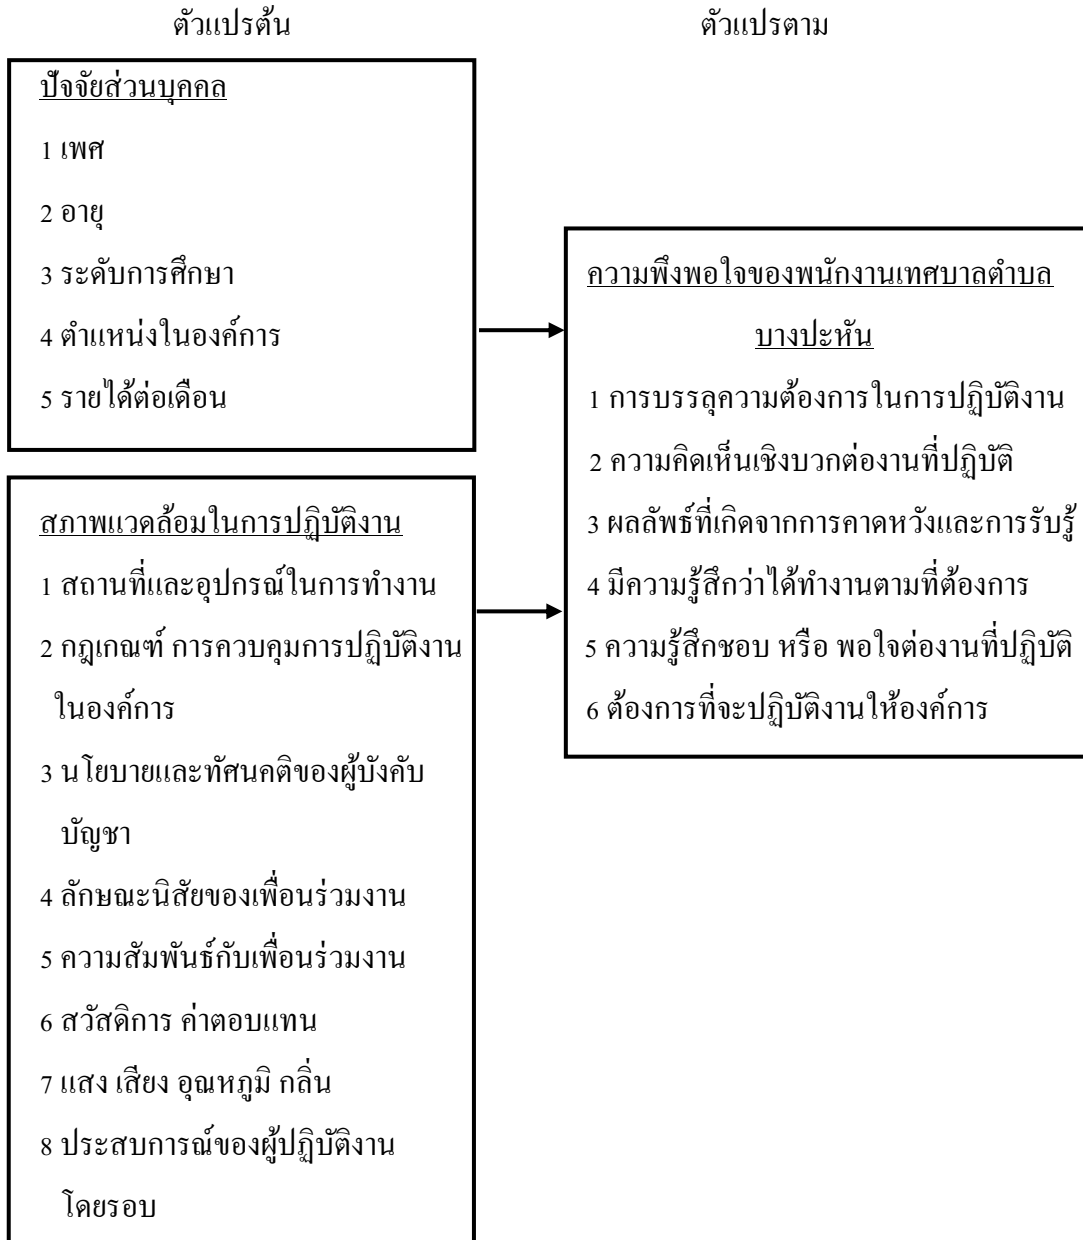 ตัวแปรต้น
ตัวแปรตาม
ปัจจัยส่วนบุคคล
1 เพศ
2 อายุ
3 ระดับการศึกษา
4 ตำแหน่งในองค์การ
5 รายได้ต่อเดือน
สภาพแวดล้อมในการปฏิบัติงาน
1 สถานที่และอุปกรณ์ในการทำงาน
2 กฎเกณฑ์ การควบคุมการปฏิบัติงาน
ในองค์การ
3 นโยบายและทัศนคติของผู้บังคับ
บัญชา
4 ลักษณะนิสัยของเพื่อนร่วมงาน
5 ความสัมพันธ์กับเพื่อนร่วมงาน
6 สวัสดิการ ค่าตอบแทน
7 แสง เสียง อุณหภูมิ กลิ่น
8 ประสบการณ์ของผู้ปฏิบัติงาน
โดยรอบ
ความพึงพอใจของพนักงานเทศบาลตำบล
บางปะหัน
1 การบรรลุความต้องการในการปฏิบัติงาน
2 ความคิดเห็นเชิงบวกต่องานที่ปฏิบัติ
3 ผลลัพธ์ที่เกิดจากการคาดหวังและการรับรู้
4 มีความรู้สึกว่าได้ทำงานตามที่ต้องการ
5 ความรู้สึกชอบ หรือ พอใจต่องานที่ปฏิบัติ
6 ต้องการที่จะปฏิบัติงานให้องค์การ